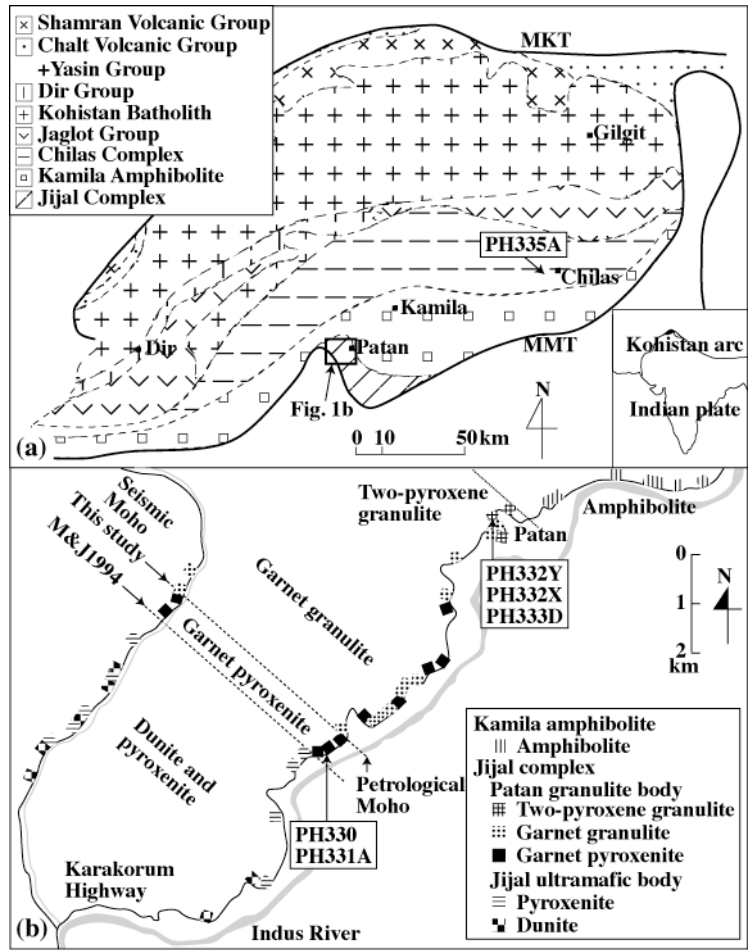 Shamran Volcanic Group
Chalt Volcanic Group
+Yasin Group
Dir Group
Kohistan Batholith
Jaglot Group
Chilas Complex
Kamila Amphibolite
Jijal Complex
MKT
Gilgit
PH335A
Chilas
Kamila
Dir
Patan
MMT
Fig. 1b
N
0 10 50 km
Kohistan arc
Indian plate
(a)
Seismic
Moho
This study
M&J1994
Two-pyroxene
granulite
Amphibolite
Patan
PH332Y
PH332X
PH333D
Garnet granulite
Garnet pyroxenite
Dunite and
pyroxenite
Petrological
Moho
PH330
PH331A
Karakorum
Highway
Indus River
0
1
2
km
N
Kamila amphibolite
Amphibolite
Jijal complex
Patan granulite body
Two-pyroxene granulite
Garnet granulite
Garnet pyroxenite
Jijal ultramafic body
Pyroxenite
Dunite
(b)